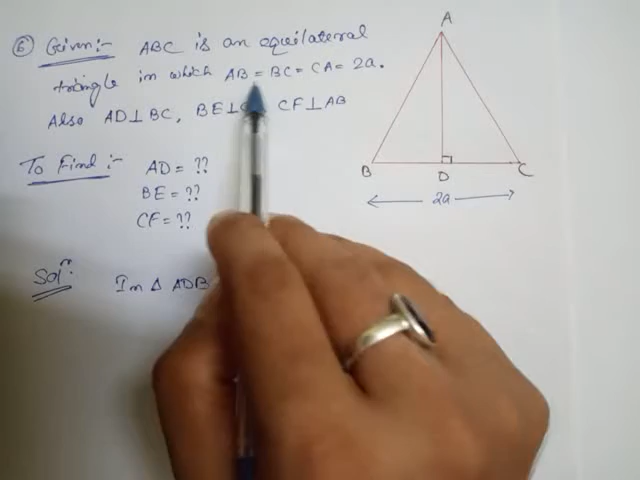 6 Given:- ABC is an equilateral
triangle in which AB = BC = CA = 2a.
Also AD⊥BC, BE⊥ CF⊥AB
To Find:- AD = ??
BE = ??
CF = ??
Solⁿ: In Δ ADB
A
B
D
C
2a